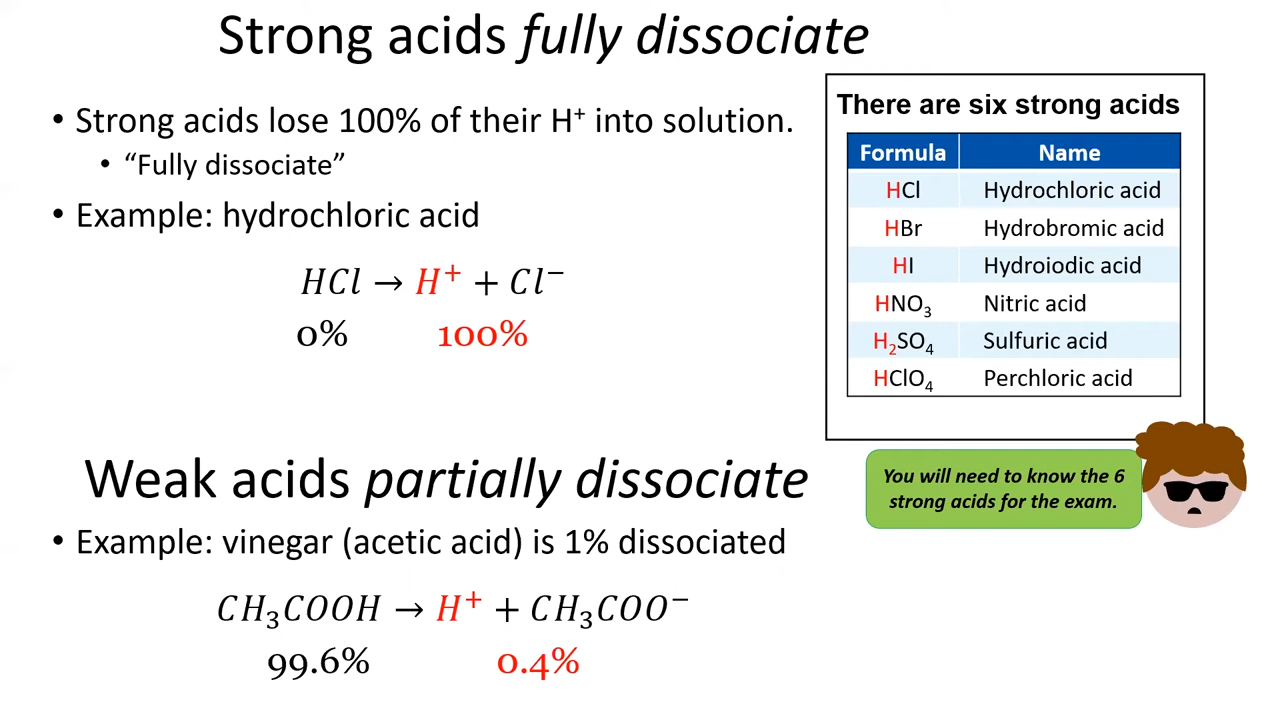 Strong acids fully dissociate
• Strong acids lose 100% of their H⁺ into solution.
• “Fully dissociate”
• Example: hydrochloric acid
HCl → H⁺ + Cl⁻
0% 100%
There are six strong acids
Formula Name
HCl Hydrochloric acid
HBr Hydrobromic acid
HI Hydroiodic acid
HNO₃ Nitric acid
H₂SO₄ Sulfuric acid
HClO₄ Perchloric acid
You will need to know the 6
strong acids for the exam.
Weak acids partially dissociate
• Example: vinegar (acetic acid) is 1% dissociated
CH₃COOH → H⁺ + CH₃COO⁻
99.6% 0.4%